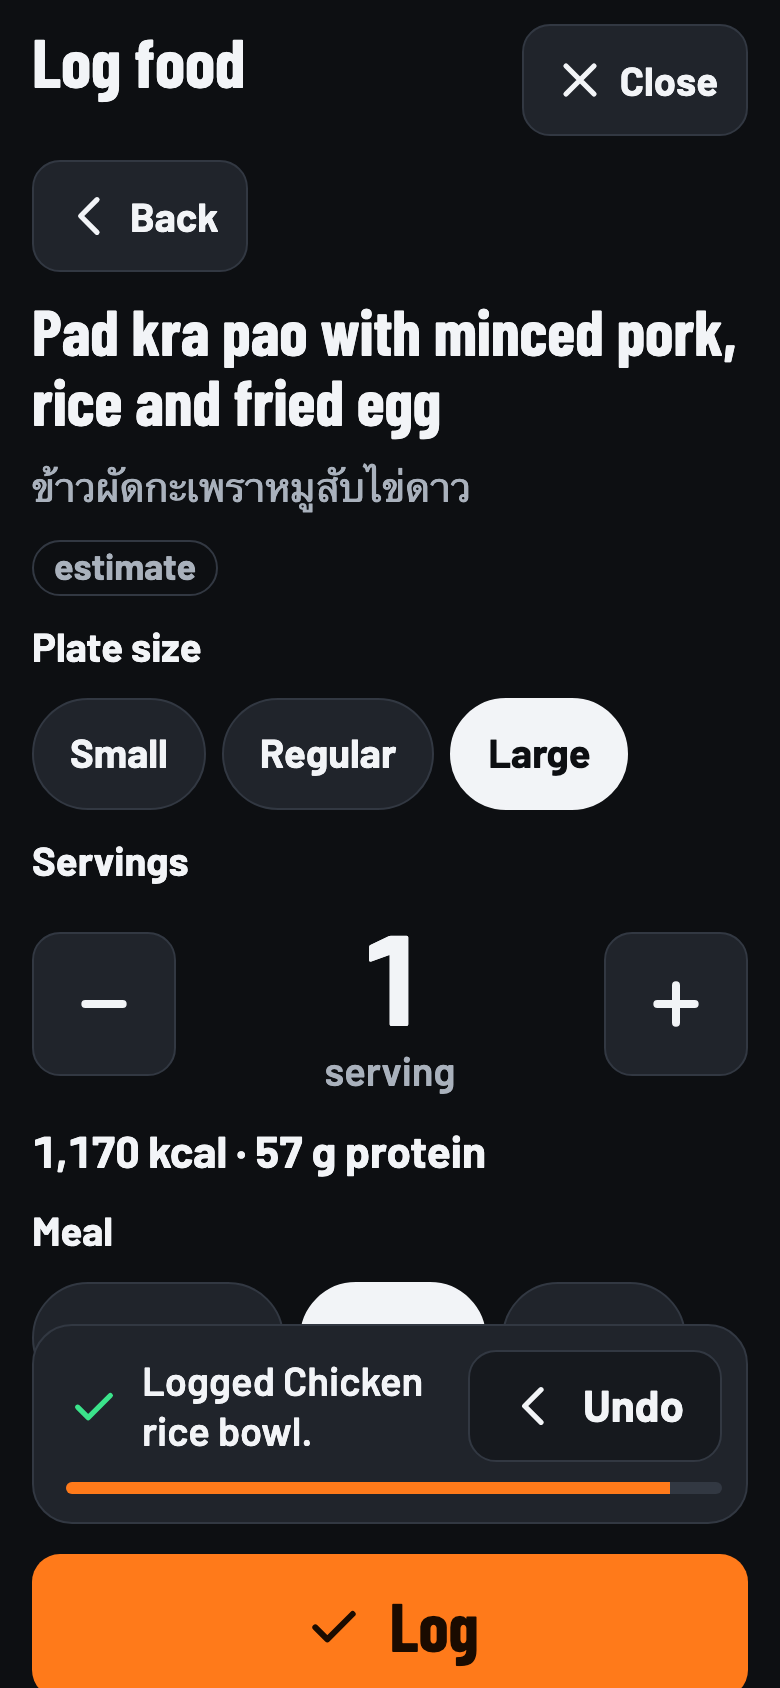 Log food
Close
Back
Pad kra pao with minced pork,
rice and fried egg
ข้าวผัดกะเพราหมูสับไข่ดาว
estimate
Plate size
Small
Regular
Large
Servings
1
serving
1,170 kcal · 57 g protein
Meal
Logged Chicken
rice bowl.
Undo
Log